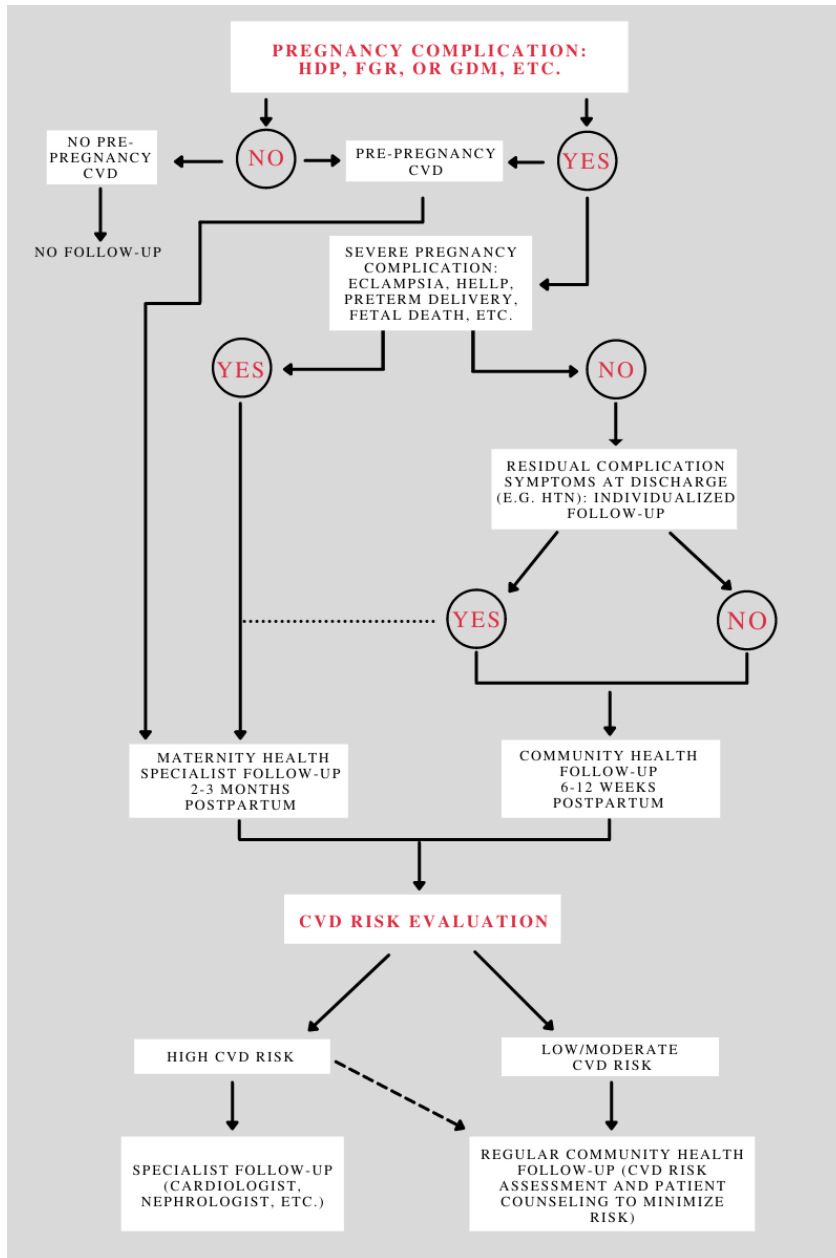 PREGNANCY COMPLICATION:
HDP, FGR, OR GDM, ETC.
NO PRE-
PREGNANCY
CVD
NO
PRE-PREGNANCY
CVD
YES
NO FOLLOW-UP
SEVERE PREGNANCY
COMPLICATION:
ECLAMPSIA, HELLP,
PRETERM DELIVERY,
FETAL DEATH, ETC.
YES
NO
RESIDUAL COMPLICATION
SYMPTOMS AT DISCHARGE
(E.G. HTN): INDIVIDUALIZED
FOLLOW-UP
YES
NO
MATERNITY HEALTH
SPECIALIST FOLLOW-UP
2-3 MONTHS
POSTPARTUM
COMMUNITY HEALTH
FOLLOW-UP
6-12 WEEKS
POSTPARTUM
CVD RISK EVALUATION
HIGH CVD RISK
LOW/MODERATE
CVD RISK
SPECIALIST FOLLOW-UP
(CARDIOLOGIST,
NEPHROLOGIST, ETC.)
REGULAR COMMUNITY HEALTH
FOLLOW-UP (CVD RISK
ASSESSMENT AND PATIENT
COUNSELING TO MINIMIZE
RISK)